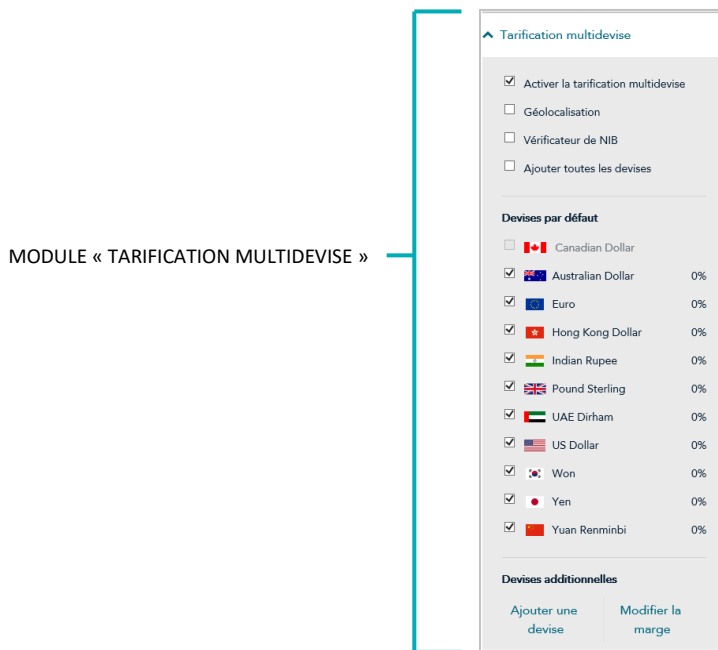 Tarification multidevise
Activer la tarification multidevise
Géolocalisation
Vérificateur de NIB
Ajouter toutes les devises
Devises par défaut
Canadian Dollar
MODULE « TARIFICATION MULTIDEVISE »
Australian Dollar 0%
Euro 0%
Hong Kong Dollar 0%
Indian Rupee 0%
Pound Sterling 0%
UAE Dirham 0%
US Dollar 0%
Won 0%
Yen 0%
Yuan Renminbi 0%
Devises additionnelles
Ajouter une devise
Modifier la marge